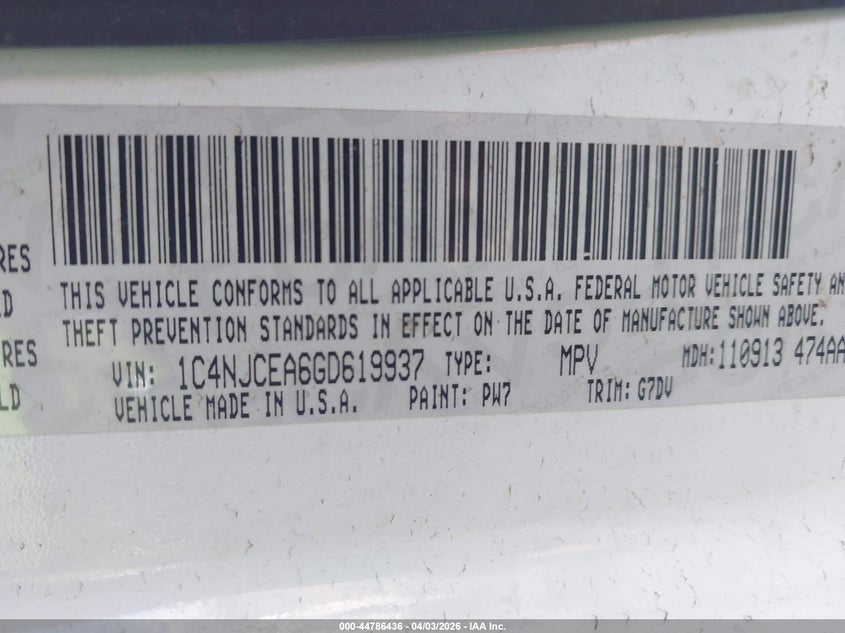 RES
D
RES
LD
THIS VEHICLE CONFORMS TO ALL APPLICABLE U.S.A. FEDERAL MOTOR VEHICLE SAFETY AN
THEFT PREVENTION STANDARDS IN EFFECT ON THE DATE OF MANUFACTURE SHOWN ABOVE.
VIN: 1C4NJCEA6GD619937 TYPE: MPV MDH:110913 474AA
VEHICLE MADE IN U.S.A. PAINT: PW7 TRIM: G7DV
000-44786436 - 04/03/2026 - IAA Inc.